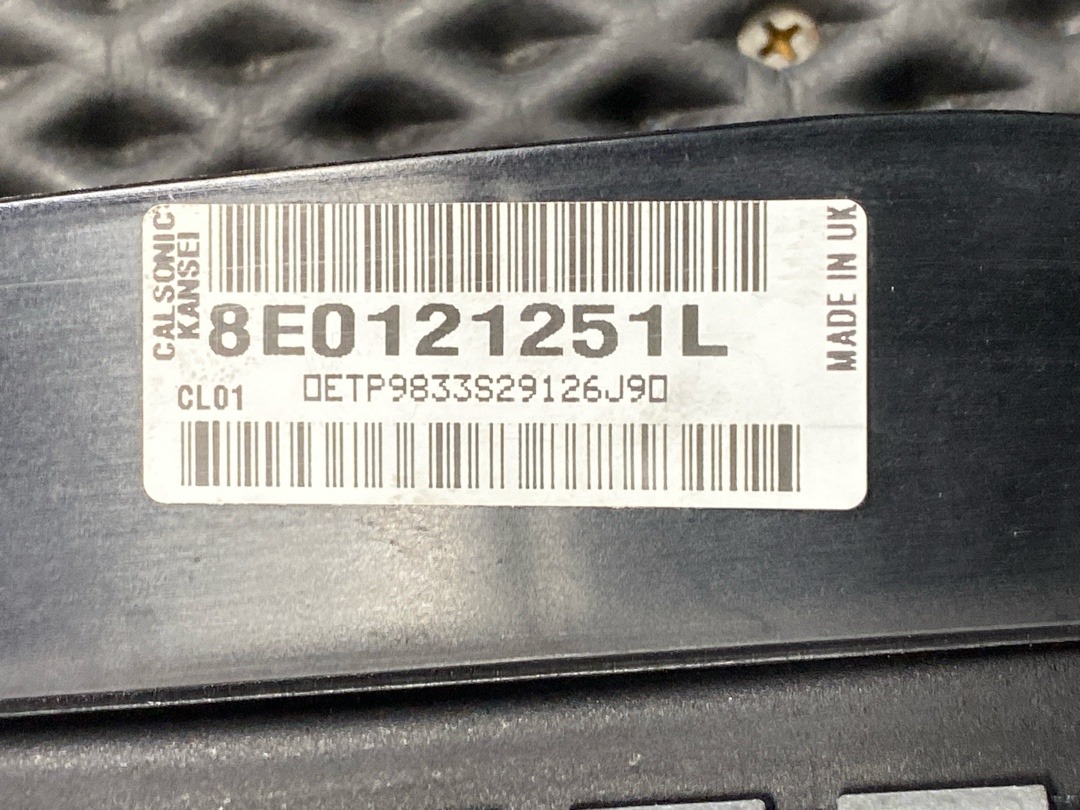 CALSONIC
KANSEI
8E0121251L
CL01
▯ETP9833S29126J9▯
MADE IN UK